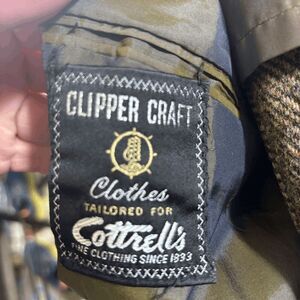 CLIPPER CRAFT
Clothes
TAILORED FOR
Cottrell's
FINE CLOTHING SINCE 1893